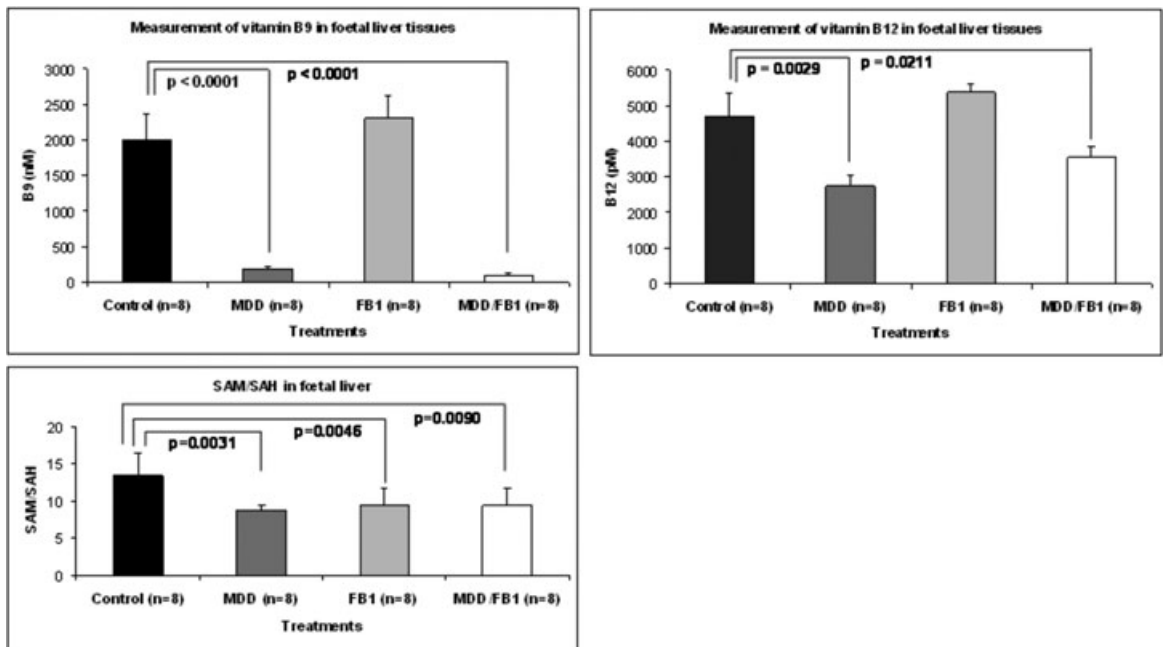 Measurement of vitamin B9 in foetal liver tissues
p < 0.0001
p < 0.0001
3000
2500
2000
1500
1000
500
0
B9 (nM)
Control (n=8) MDD (n=8) FB1 (n=8) MDD/FB1 (n=8)
Treatments
Measurement of vitamin B12 in foetal liver tissues
p = 0.0029
p = 0.0211
6000
5000
4000
3000
2000
1000
0
B12 (pM)
Control (n=8) MDD (n=8) FB1 (n=8) MDD/FB1 (n=8)
Treatments
SAM/SAH in fœtal liver
p=0.0090
p=0.0046
p=0.0031
20
15
10
5
0
SAM/SAH
Control (n=8) MDD (n=8) FB1 (n=8) MDD/FB1 (n=8)
Treatments